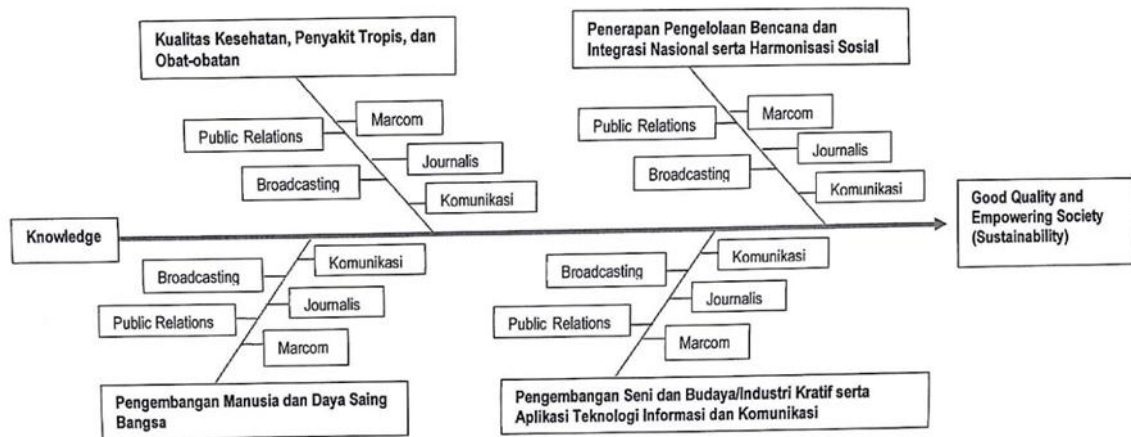 Kualitas Kesehatan, Penyakit Tropis, dan
Obat-obatan
Penerapan Pengelolaan Bencana dan
Integrasi Nasional serta Harmonisasi Sosial
Marcom
Public Relations
Journalis
Broadcasting
Komunikasi
Marcom
Public Relations
Journalis
Broadcasting
Komunikasi
Knowledge
Good Quality and
Empowering Society
(Sustainability)
Komunikasi
Broadcasting
Journalis
Public Relations
Marcom
Komunikasi
Broadcasting
Journalis
Public Relations
Marcom
Pengembangan Manusia dan Daya Saing
Bangsa
Pengembangan Seni dan Budaya/Industri Kratif serta
Aplikasi Teknologi Informasi dan Komunikasi